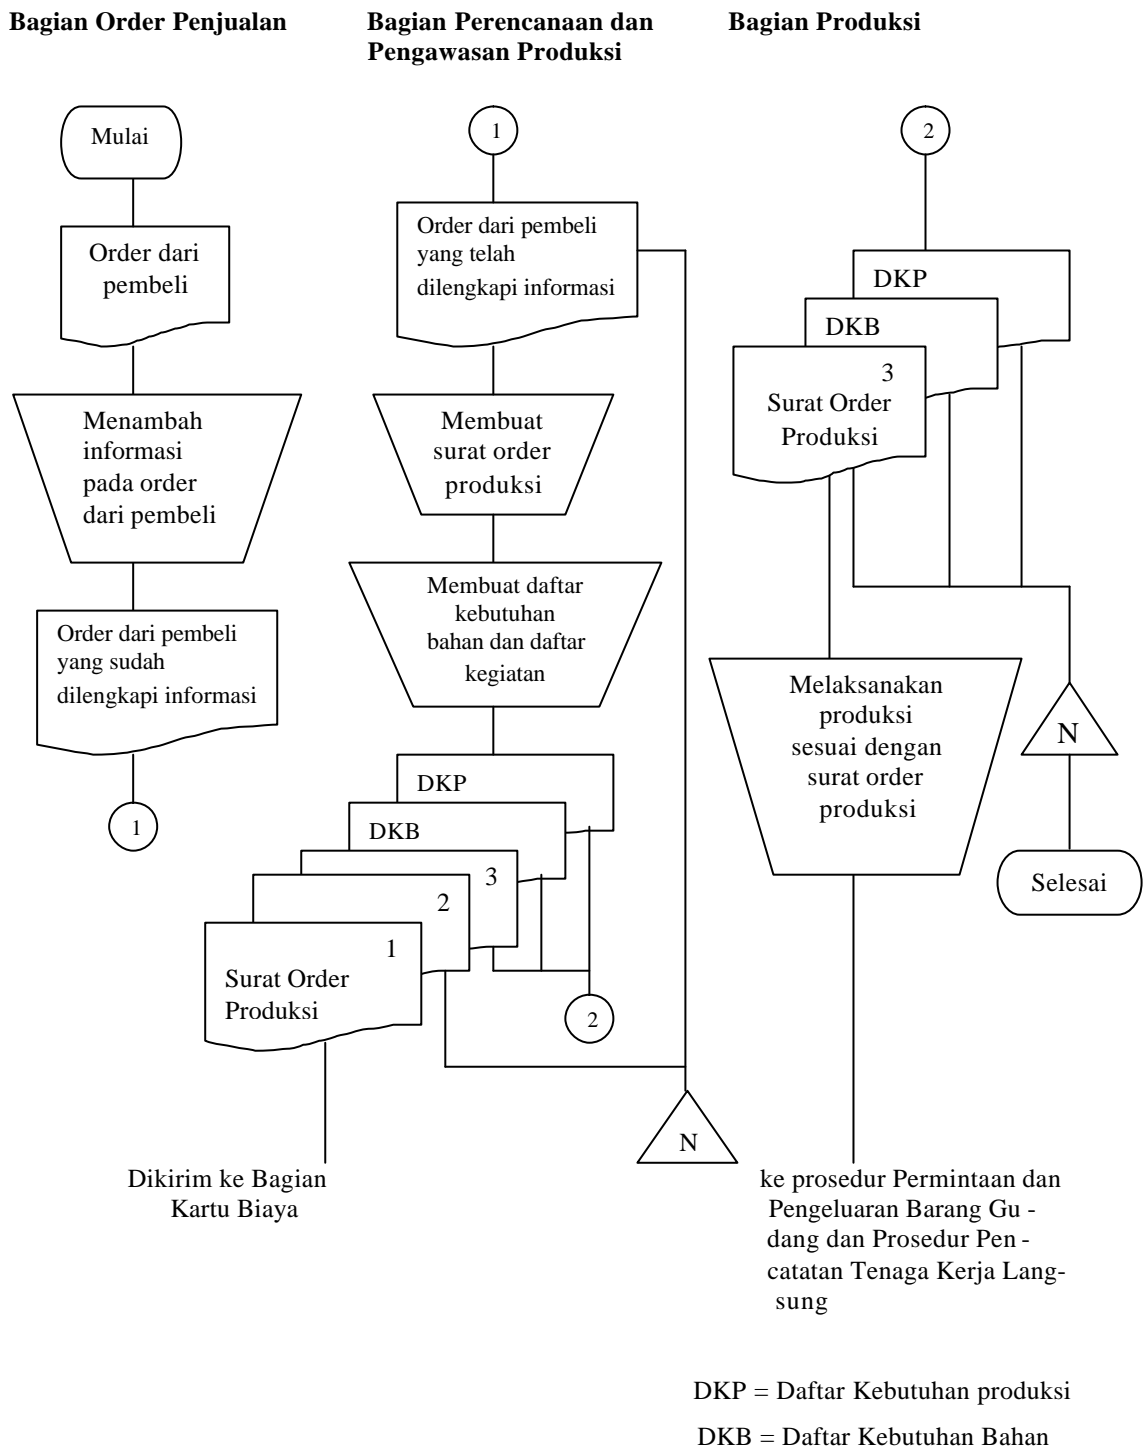 Bagian Order Penjualan
Bagian Perencanaan dan
Pengawasan Produksi
Bagian Produksi
Mulai
Order dari
pembeli
Menambah
informasi
pada order
dari pembeli
Order dari pembeli
yang sudah
dilengkapi informasi
1
1
Order dari pembeli
yang telah
dilengkapi informasi
Membuat
surat order
produksi
Membuat daftar
kebutuhan
bahan dan daftar
kegiatan
DKP
DKB
3
2
1
Surat Order
Produksi
2
N
Dikirim ke Bagian
Kartu Biaya
2
DKP
DKB
3
Surat Order
Produksi
Melaksanakan
produksi
sesuai dengan
surat order
produksi
N
Selesai
ke prosedur Permintaan dan
Pengeluaran Barang Gu -
dang dan Prosedur Pen -
catatan Tenaga Kerja Lang-
sung
DKP = Daftar Kebutuhan produksi
DKB = Daftar Kebutuhan Bahan